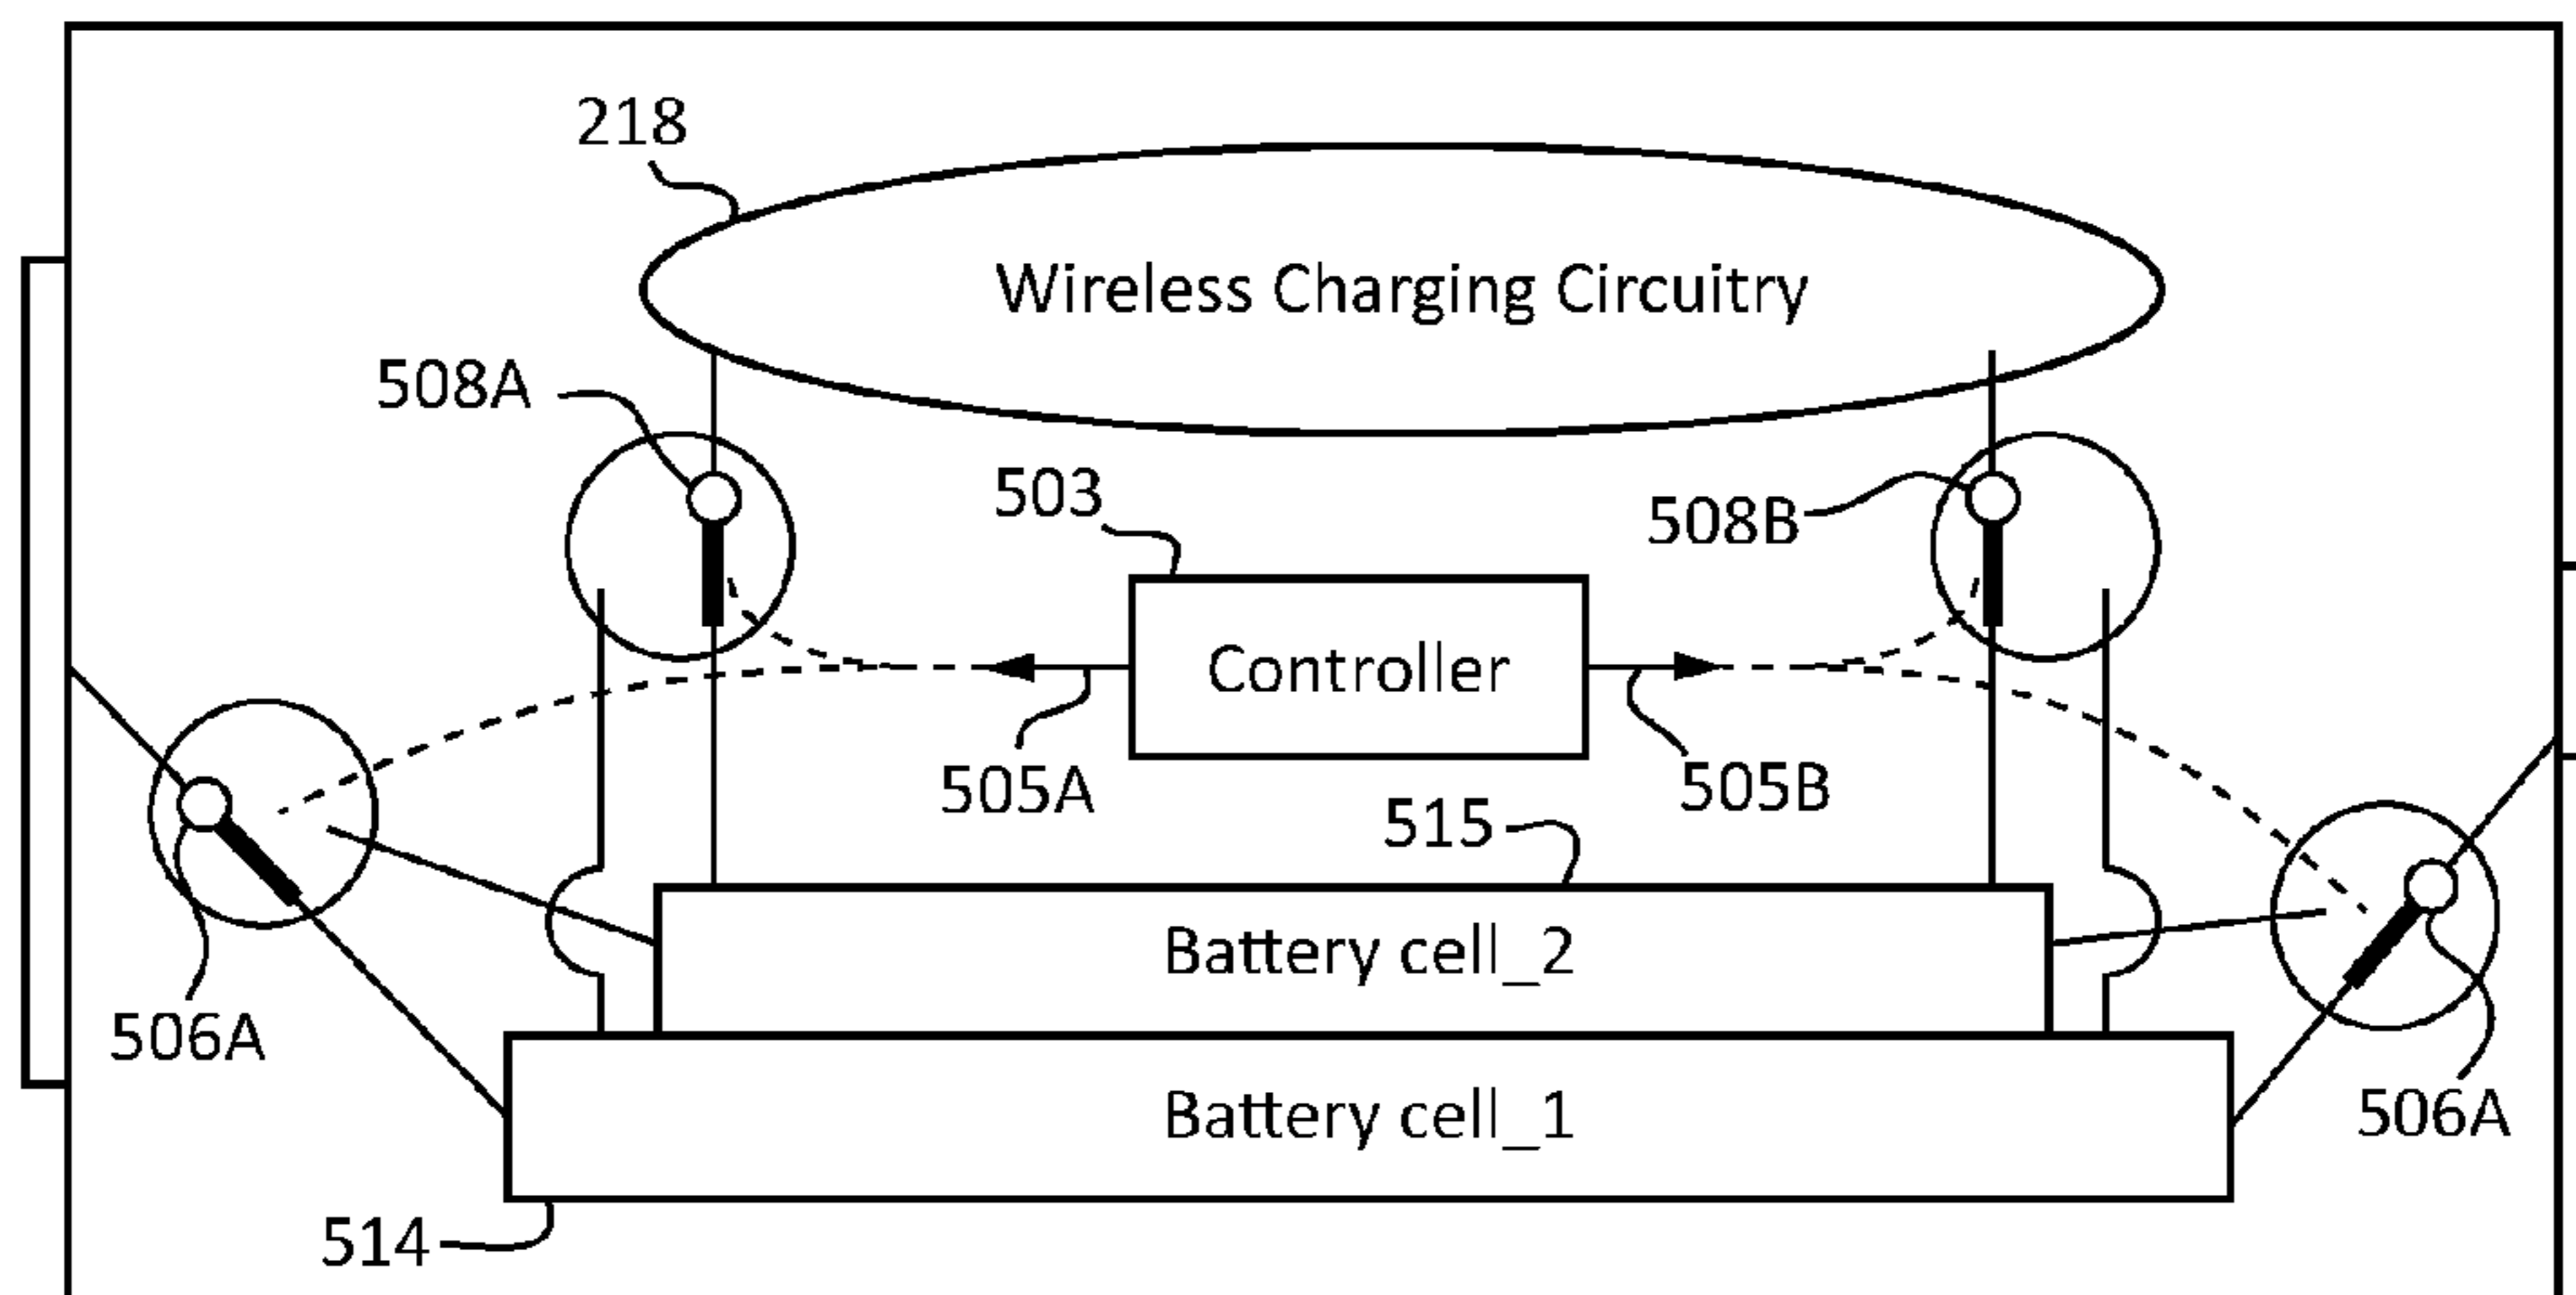 218
Wireless Charging Circuitry
508A
503
508B
Controller
505A
505B
515
506A
Battery cell_2
506A
Battery cell_1
514